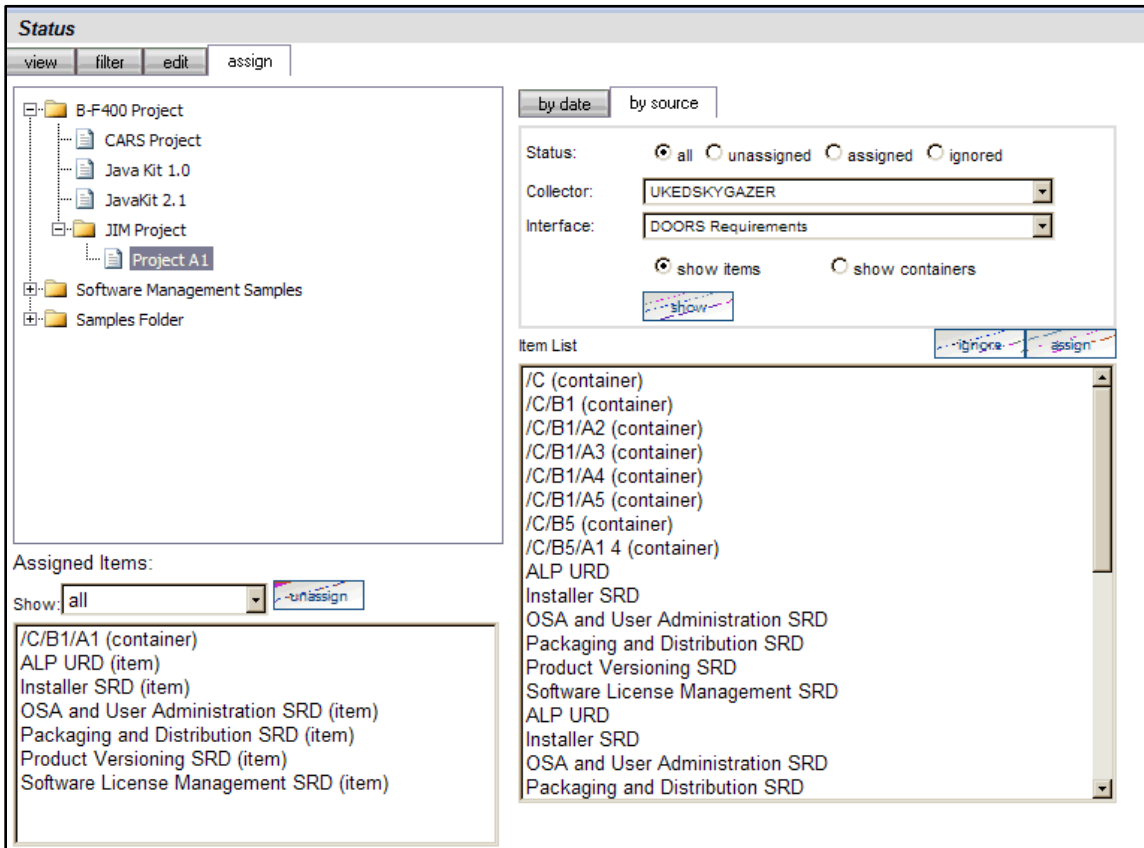 Status
view filter edit assign
B-F400 Project
CARS Project
Java Kit 1.0
JavaKit 2.1
JIM Project
Project A1
Software Management Samples
Samples Folder
Assigned Items:
Show: all unassign
/C/B1/A1 (container)
ALP URD (item)
Installer SRD (item)
OSA and User Administration SRD (item)
Packaging and Distribution SRD (item)
Product Versioning SRD (item)
Software License Management SRD (item)
by date by source
Status: all unassigned assigned ignored
Collector: UKEDSKYGAZER
Interface: DOORS Requirements
show items show containers
show
Item List ignore assign
/C (container)
/C/B1 (container)
/C/B1/A2 (container)
/C/B1/A3 (container)
/C/B1/A4 (container)
/C/B1/A5 (container)
/C/B5 (container)
/C/B5/A1 4 (container)
ALP URD
Installer SRD
OSA and User Administration SRD
Packaging and Distribution SRD
Product Versioning SRD
Software License Management SRD
ALP URD
Installer SRD
OSA and User Administration SRD
Packaging and Distribution SRD